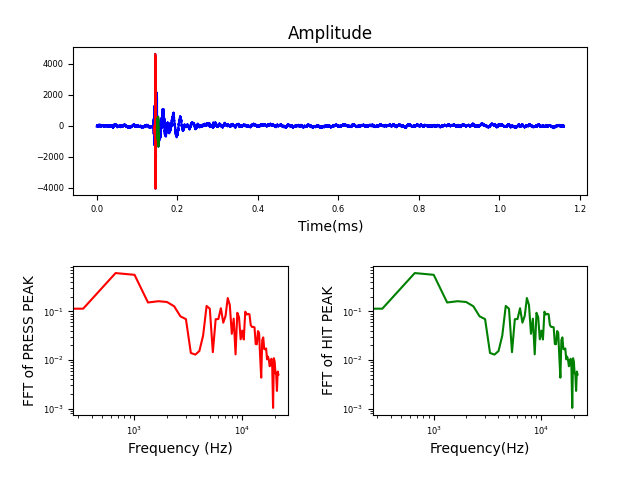 Amplitude
4000
2000
0
−2000
−4000
0.0 0.2 0.4 0.6 0.8 1.0 1.2
Time(ms)
FFT of PRESS PEAK
10⁻¹
10⁻²
10⁻³
10³ 10⁴
Frequency (Hz)
FFT of HIT PEAK
10⁻¹
10⁻²
10⁻³
10³ 10⁴
Frequency(Hz)